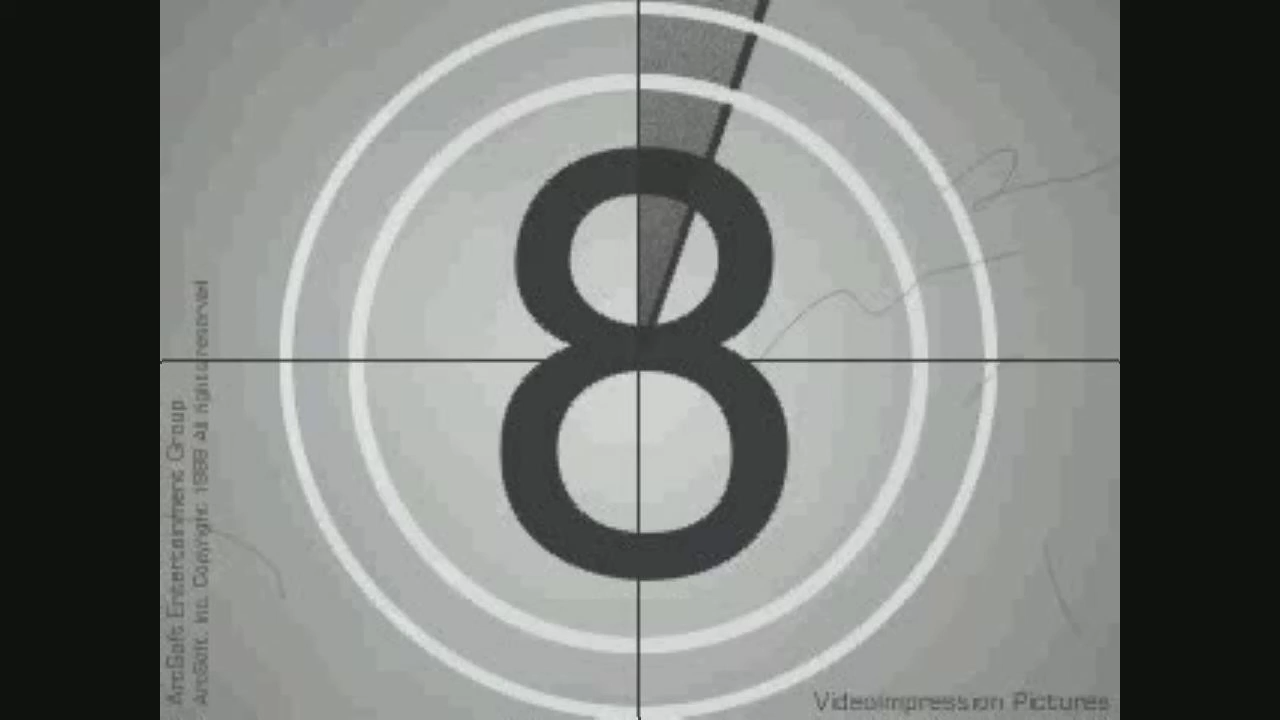 8
ArcSoft Entertainment Group
ArcSoft. Inc. Copyright 1999 All rights reserved
VideoImpression Pictures